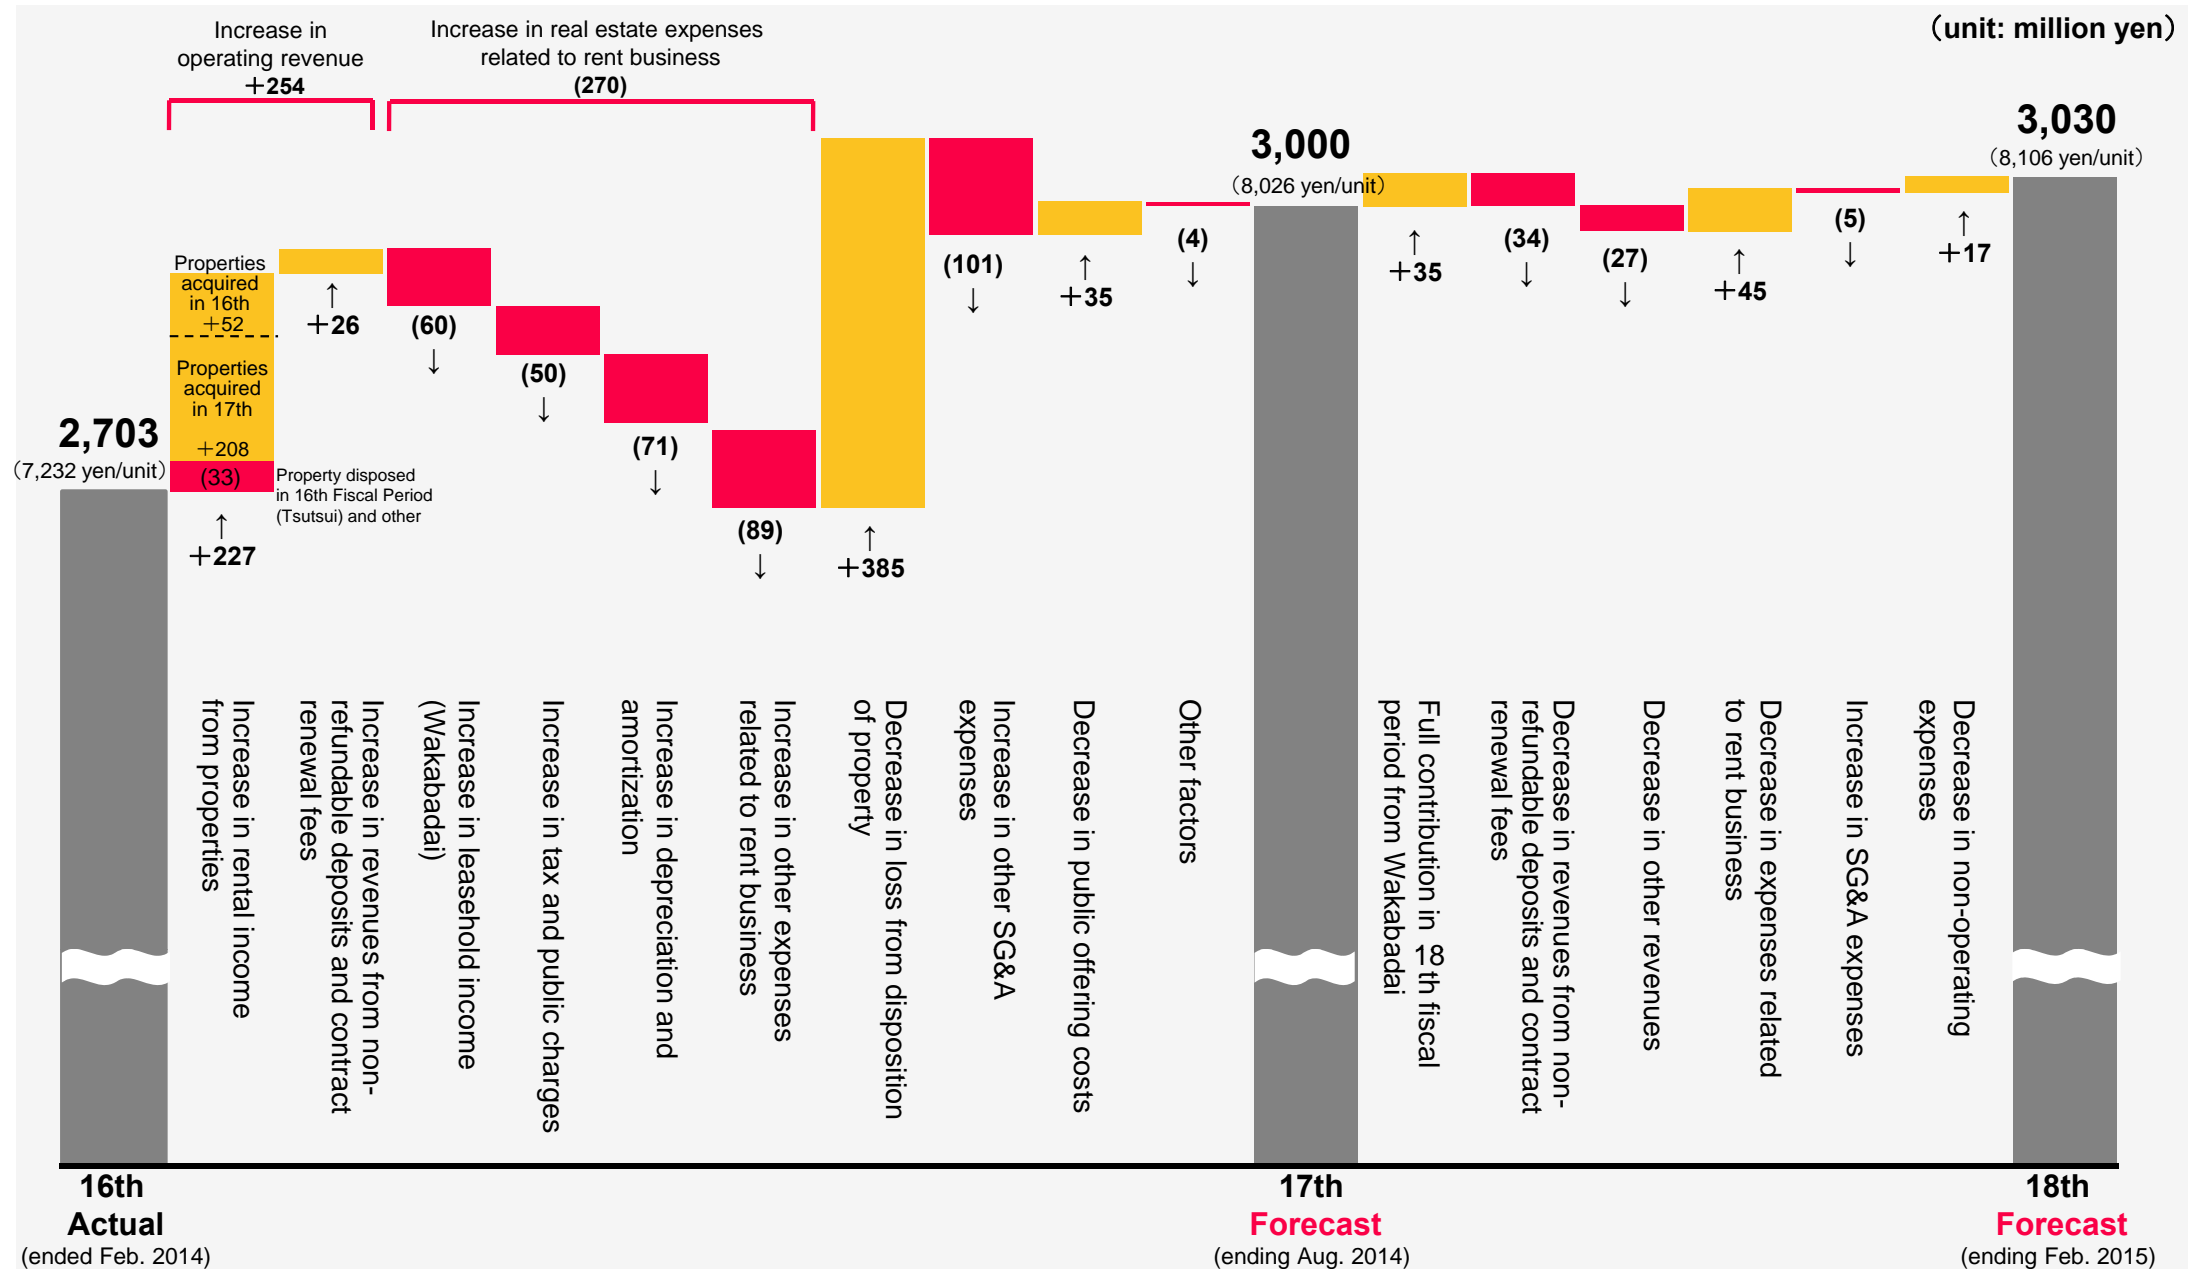 (unit: million yen)
Increase in
operating revenue
+254
Increase in real estate expenses
related to rent business
(270)
2,703
(7,232 yen/unit)
Properties
acquired
in 16th
+52
Properties
acquired
in 17th
+208
(33)
Property disposed
in 16th Fiscal Period
(Tsutsui) and other
↑
+227
↑
+26
(60)
↓
(50)
↓
(71)
↓
(89)
↓
↑
+385
(101)
↓
↑
+35
(4)
↓
3,000
(8,026 yen/unit)
↑
+35
(34)
↓
(27)
↓
↑
+45
(5)
↓
↑
+17
3,030
(8,106 yen/unit)
Increase in rental income
from properties
Increase in revenues from non-
refundable deposits and contract
renewal fees
Increase in leasehold income
(Wakabadai)
Increase in tax and public charges
Increase in depreciation and
amortization
Increase in other expenses
related to rent business
Decrease in loss from disposition
of property
Increase in other SG&A
expenses
Decrease in public offering costs
Other factors
Full contribution in 18th fiscal
period from Wakabadai
Decrease in revenues from non-
refundable deposits and contract
renewal fees
Decrease in other revenues
Decrease in expenses related
to rent business
Increase in SG&A expenses
Decrease in non-operating
expenses
16th
Actual
(ended Feb. 2014)
17th
Forecast
(ending Aug. 2014)
18th
Forecast
(ending Feb. 2015)